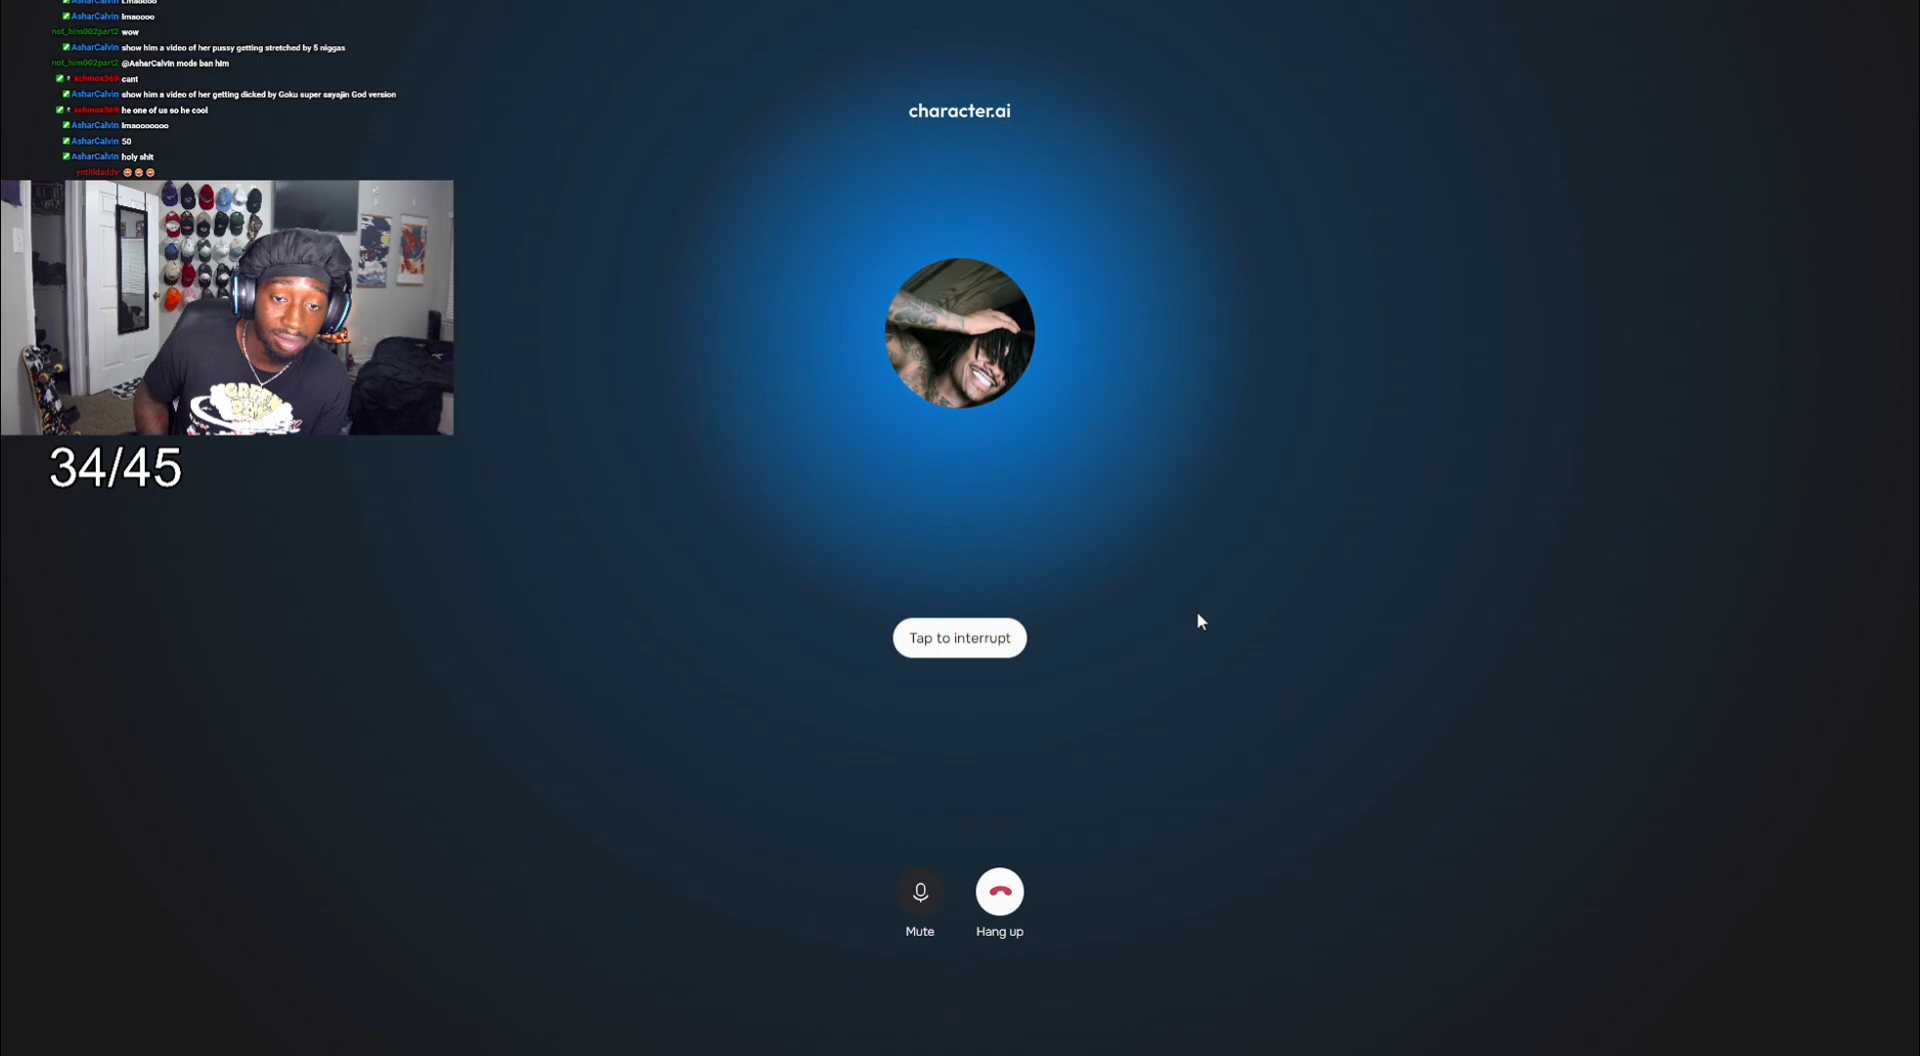 AsharCalvin Lmaoooo
AsharCalvin lmaoooo
not_him002part2 wow
AsharCalvin show him a video of her pussy getting stretched by 5 niggas
not_him002part2 @AsharCalvin mods ban him
cant
AsharCalvin show him a video of her getting dicked by Goku super sayajin God version
he one of us so he cool
AsharCalvin lmaooooooo
AsharCalvin 50
AsharCalvin holy shit
character.ai
34/45
Tap to interrupt
Mute
Hang up